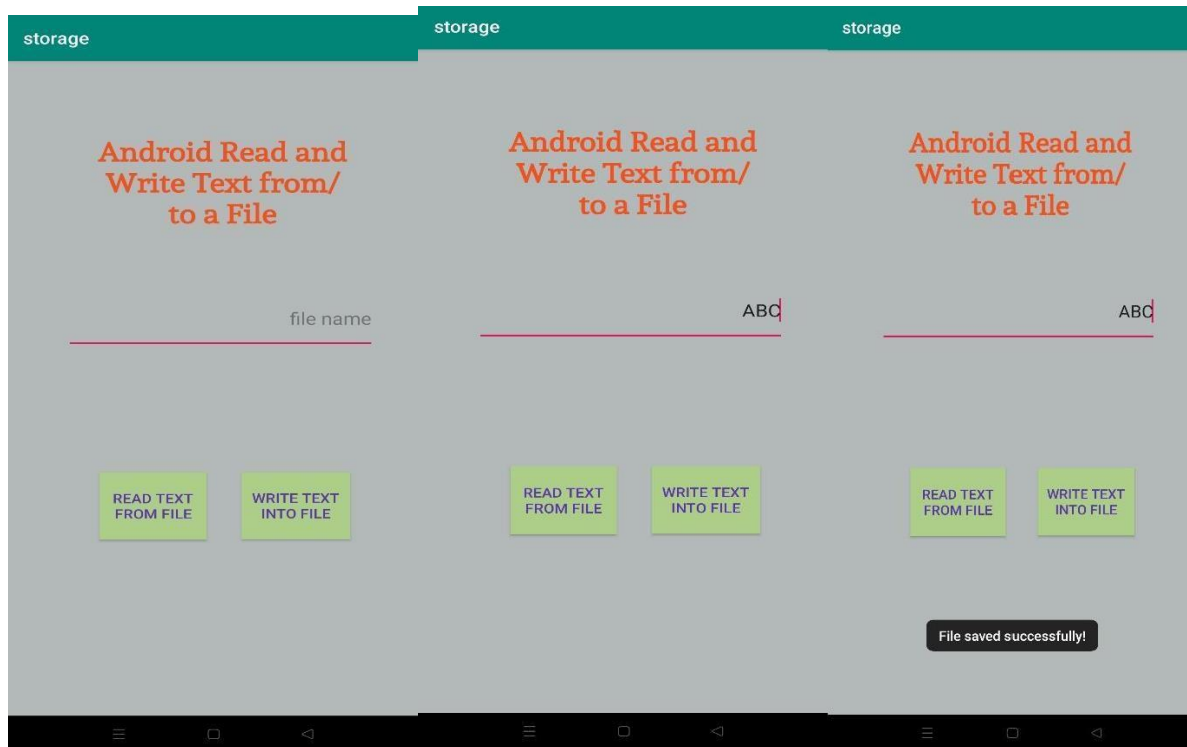 storage
Android Read and
Write Text from/
to a File
file name
READ TEXT
FROM FILE
WRITE TEXT
INTO FILE
storage
Android Read and
Write Text from/
to a File
ABC
READ TEXT
FROM FILE
WRITE TEXT
INTO FILE
storage
Android Read and
Write Text from/
to a File
ABC
READ TEXT
FROM FILE
WRITE TEXT
INTO FILE
File saved successfully!